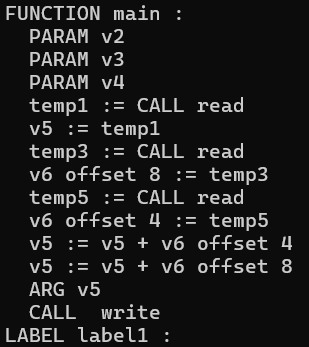 FUNCTION main :
PARAM v2
PARAM v3
PARAM v4
temp1 := CALL read
v5 := temp1
temp3 := CALL read
v6 offset 8 := temp3
temp5 := CALL read
v6 offset 4 := temp5
v5 := v5 + v6 offset 4
v5 := v5 + v6 offset 8
ARG v5
CALL  write
LABEL label1 :